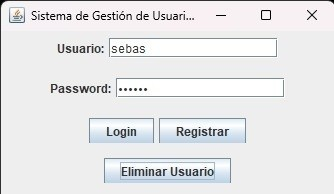 Sistema de Gestión de Usuari...
Usuario: sebas
Password: ••••••
Login Registrar
Eliminar Usuario